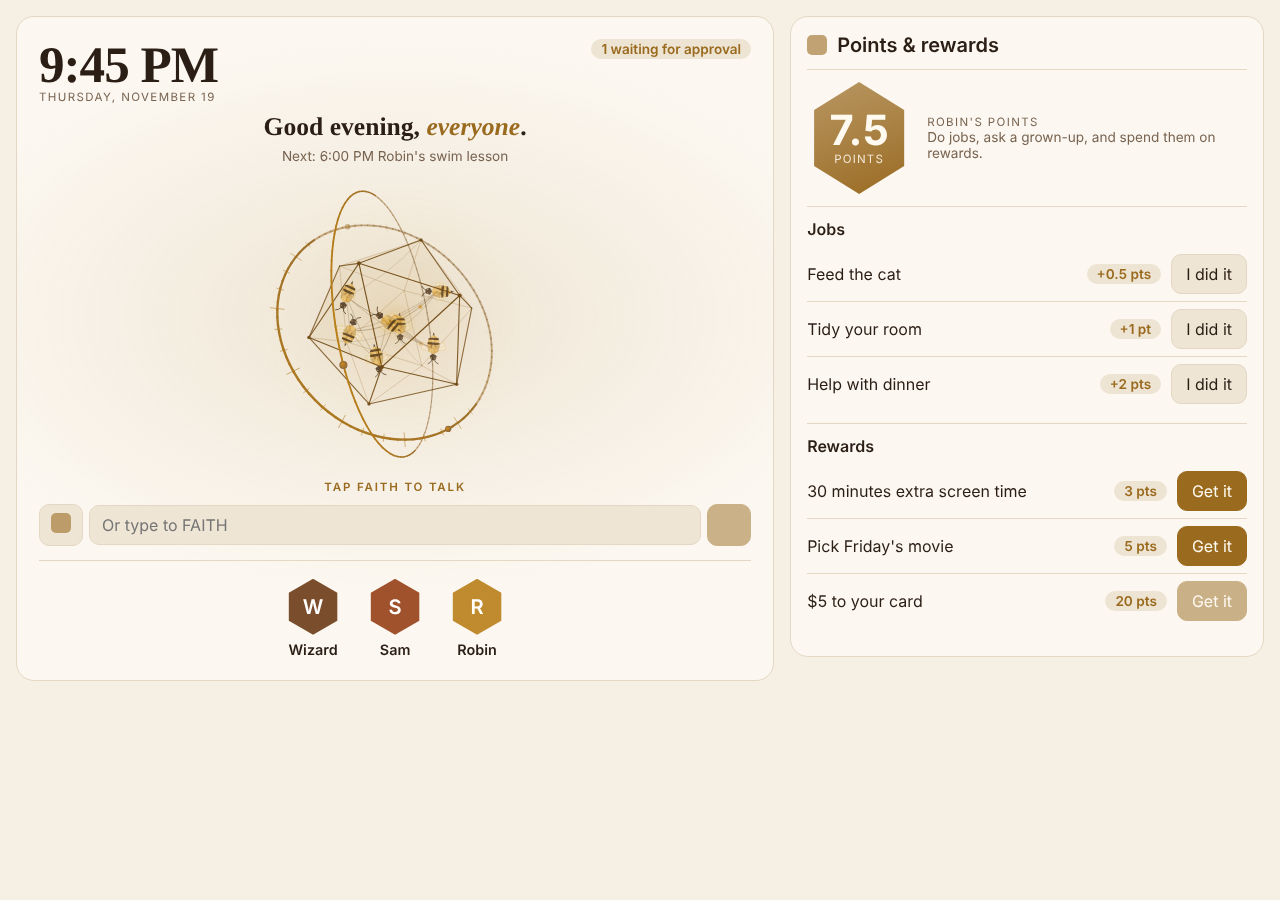 9:45 PM
THURSDAY, NOVEMBER 19
1 waiting for approval
Good evening, everyone.
Next: 6:00 PM Robin's swim lesson
TAP FAITH TO TALK
Or type to FAITH
W
S
R
Wizard
Sam
Robin
Points & rewards
7.5
POINTS
ROBIN'S POINTS
Do jobs, ask a grown-up, and spend them on
rewards.
Jobs
Feed the cat
+0.5 pts
I did it
Tidy your room
+1 pt
I did it
Help with dinner
+2 pts
I did it
Rewards
30 minutes extra screen time
3 pts
Get it
Pick Friday's movie
5 pts
Get it
$5 to your card
20 pts
Get it